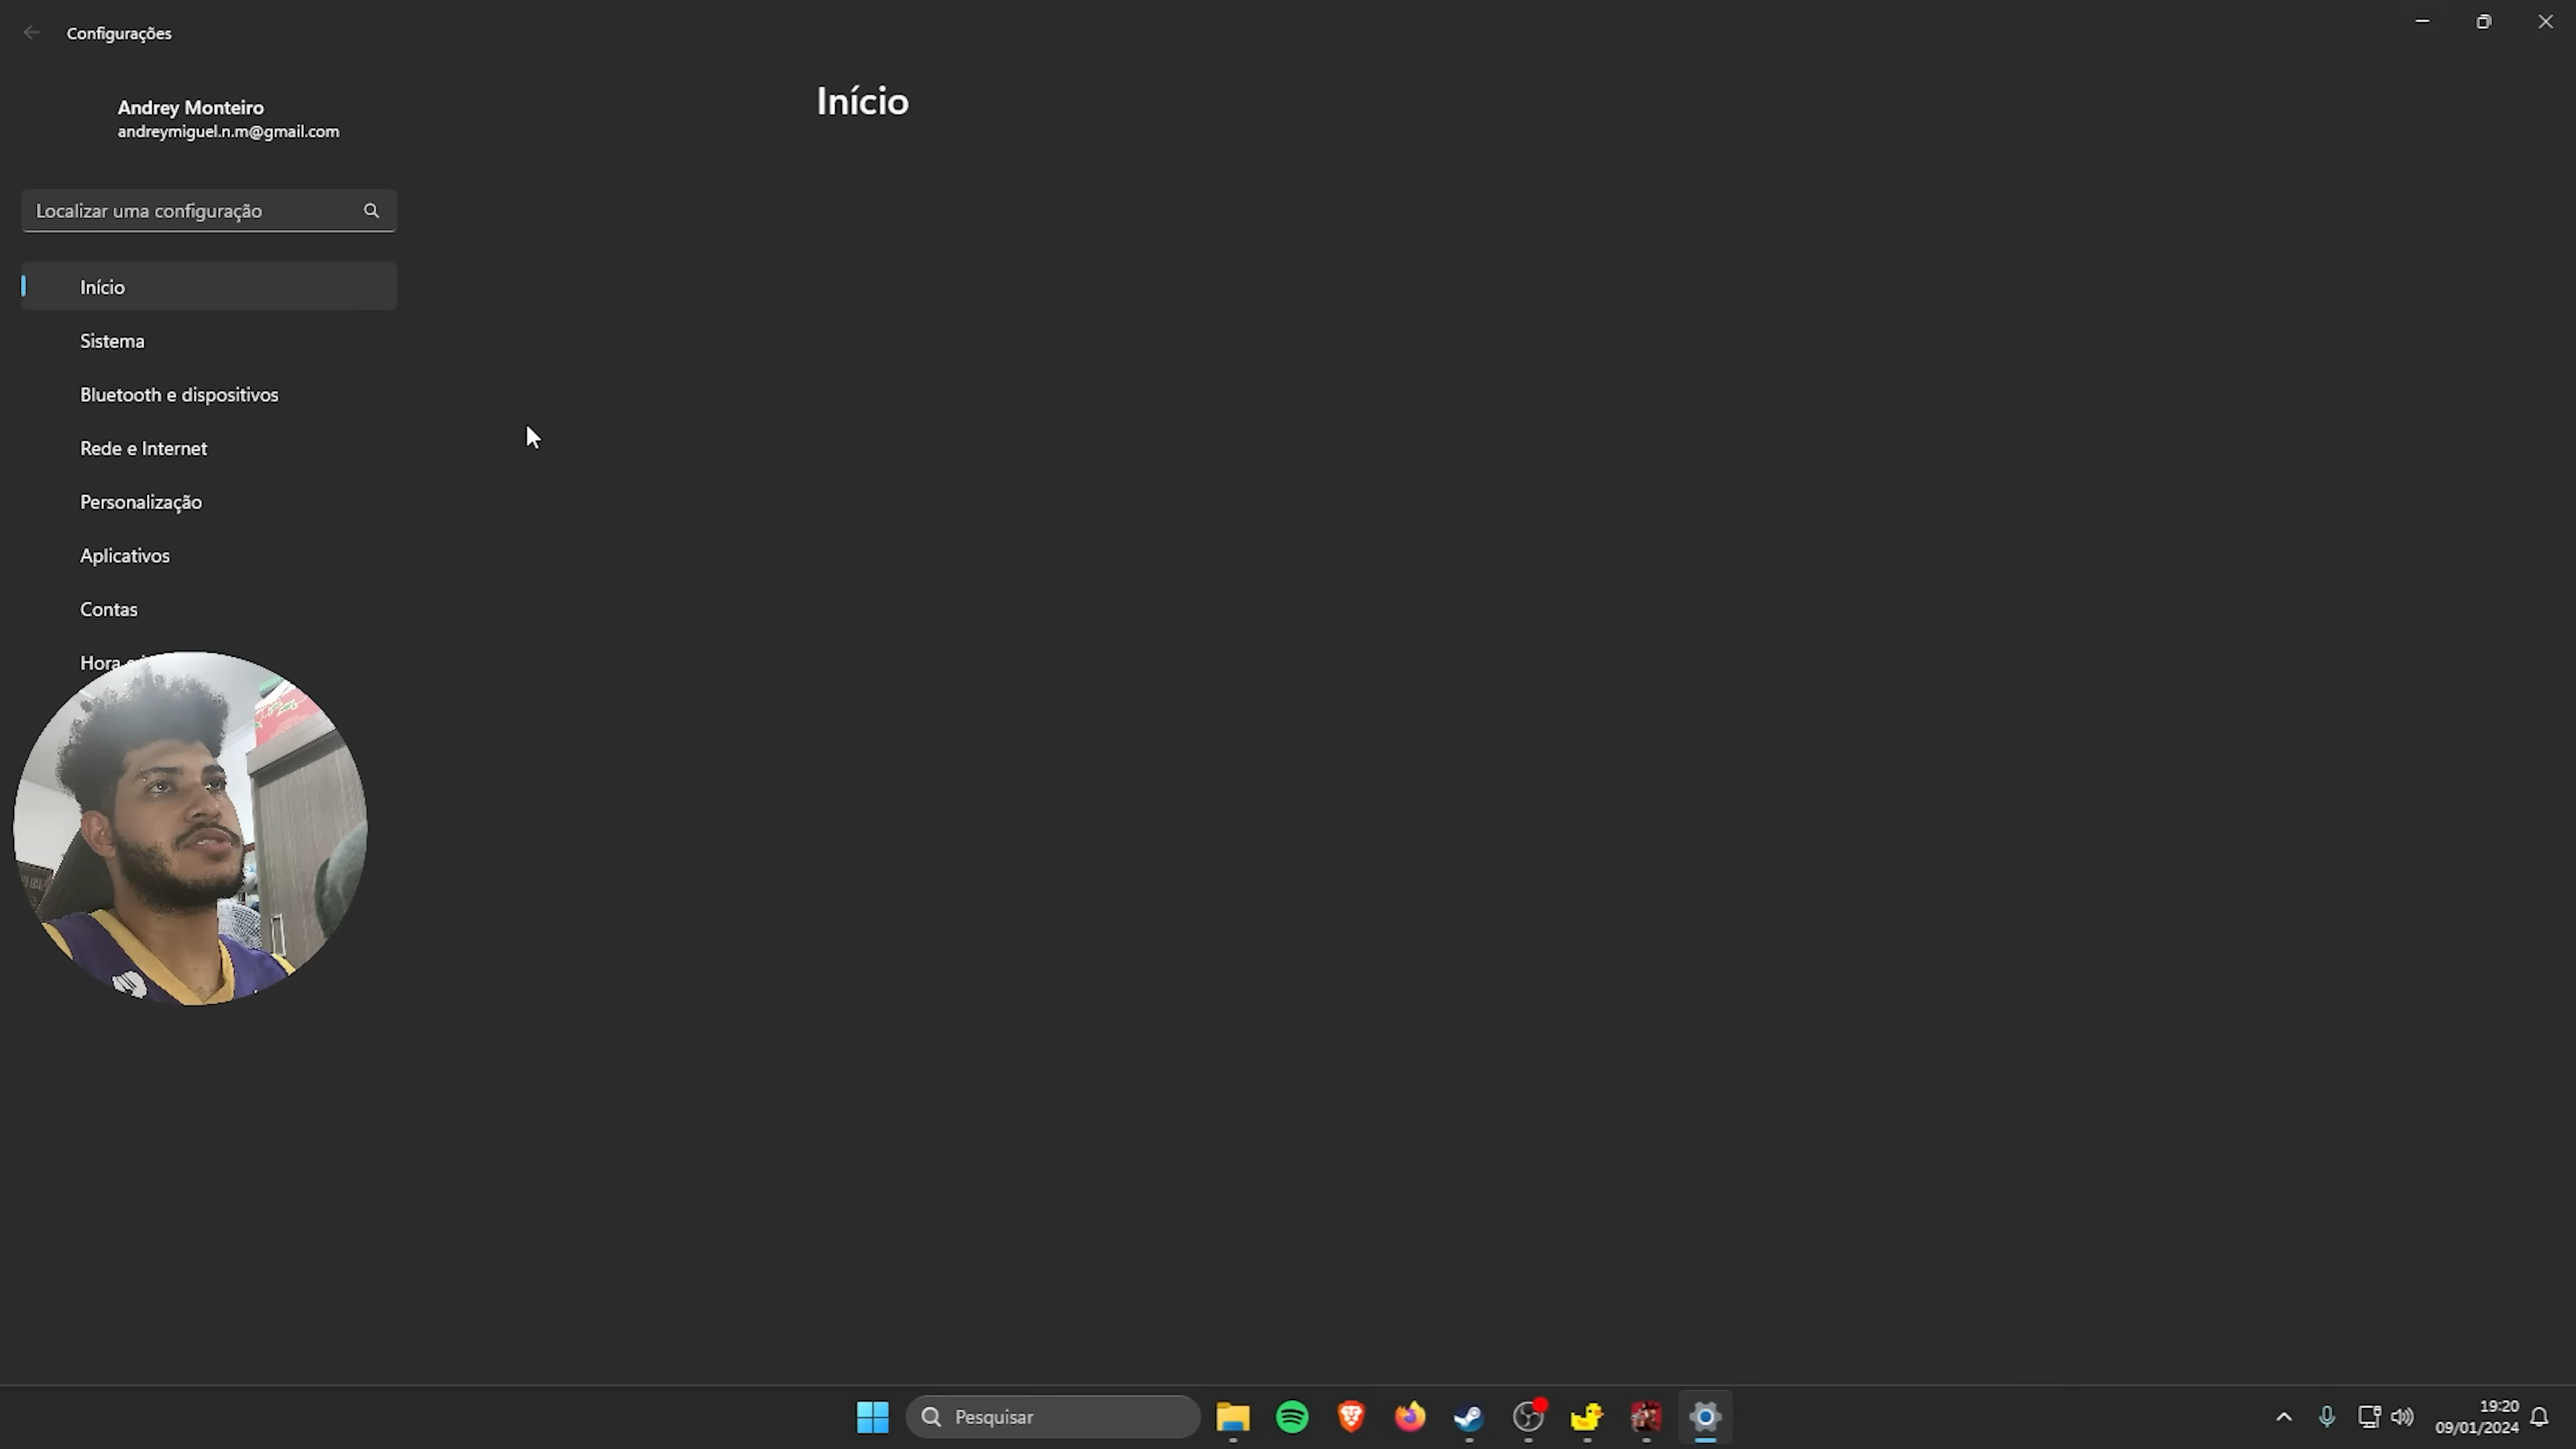 Configurações
Andrey Monteiro
andreymiguel.n.m@gmail.com
Localizar uma configuração
Início
Sistema
Bluetooth e dispositivos
Rede e Internet
Personalização
Aplicativos
Contas
Hora
Início
Pesquisar
19:20
09/01/2024